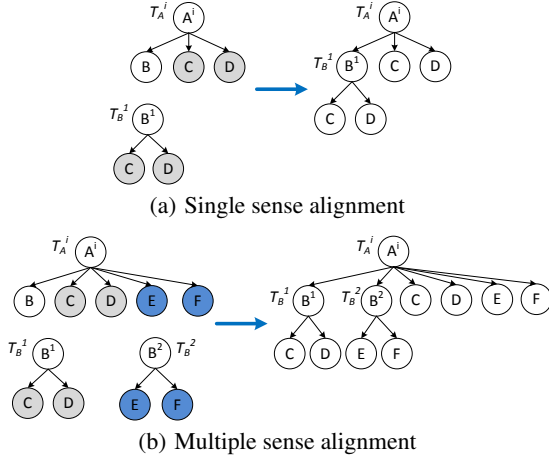 T_A^i A^i T_A^i A^i
B C D T_B^1 B^1 C D
T_B^1 B^1 C D
C D
(a) Single sense alignment
T_A^i A^i T_A^i A^i
B C D E F T_B^1 B^1 T_B^2 B^2 C D E F
T_B^1 B^1 B^2 T_B^2 C D E F
C D E F
(b) Multiple sense alignment